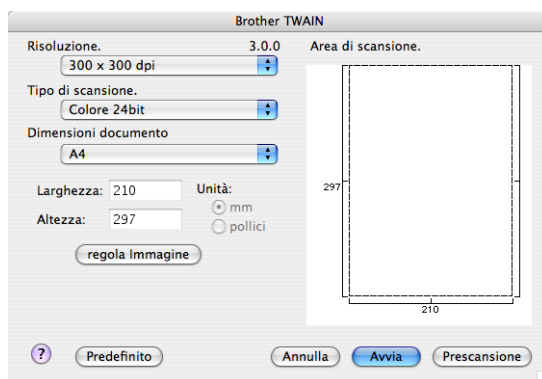 Brother TWAIN
Risoluzione. 3.0.0
300 x 300 dpi
Tipo di scansione.
Colore 24bit
Dimensioni documento
A4
Larghezza: 210
Altezza: 297
Unità:
mm
pollici
regola Immagine
Area di scansione.
297
210
? Predefinito Annulla Avvia Prescansione